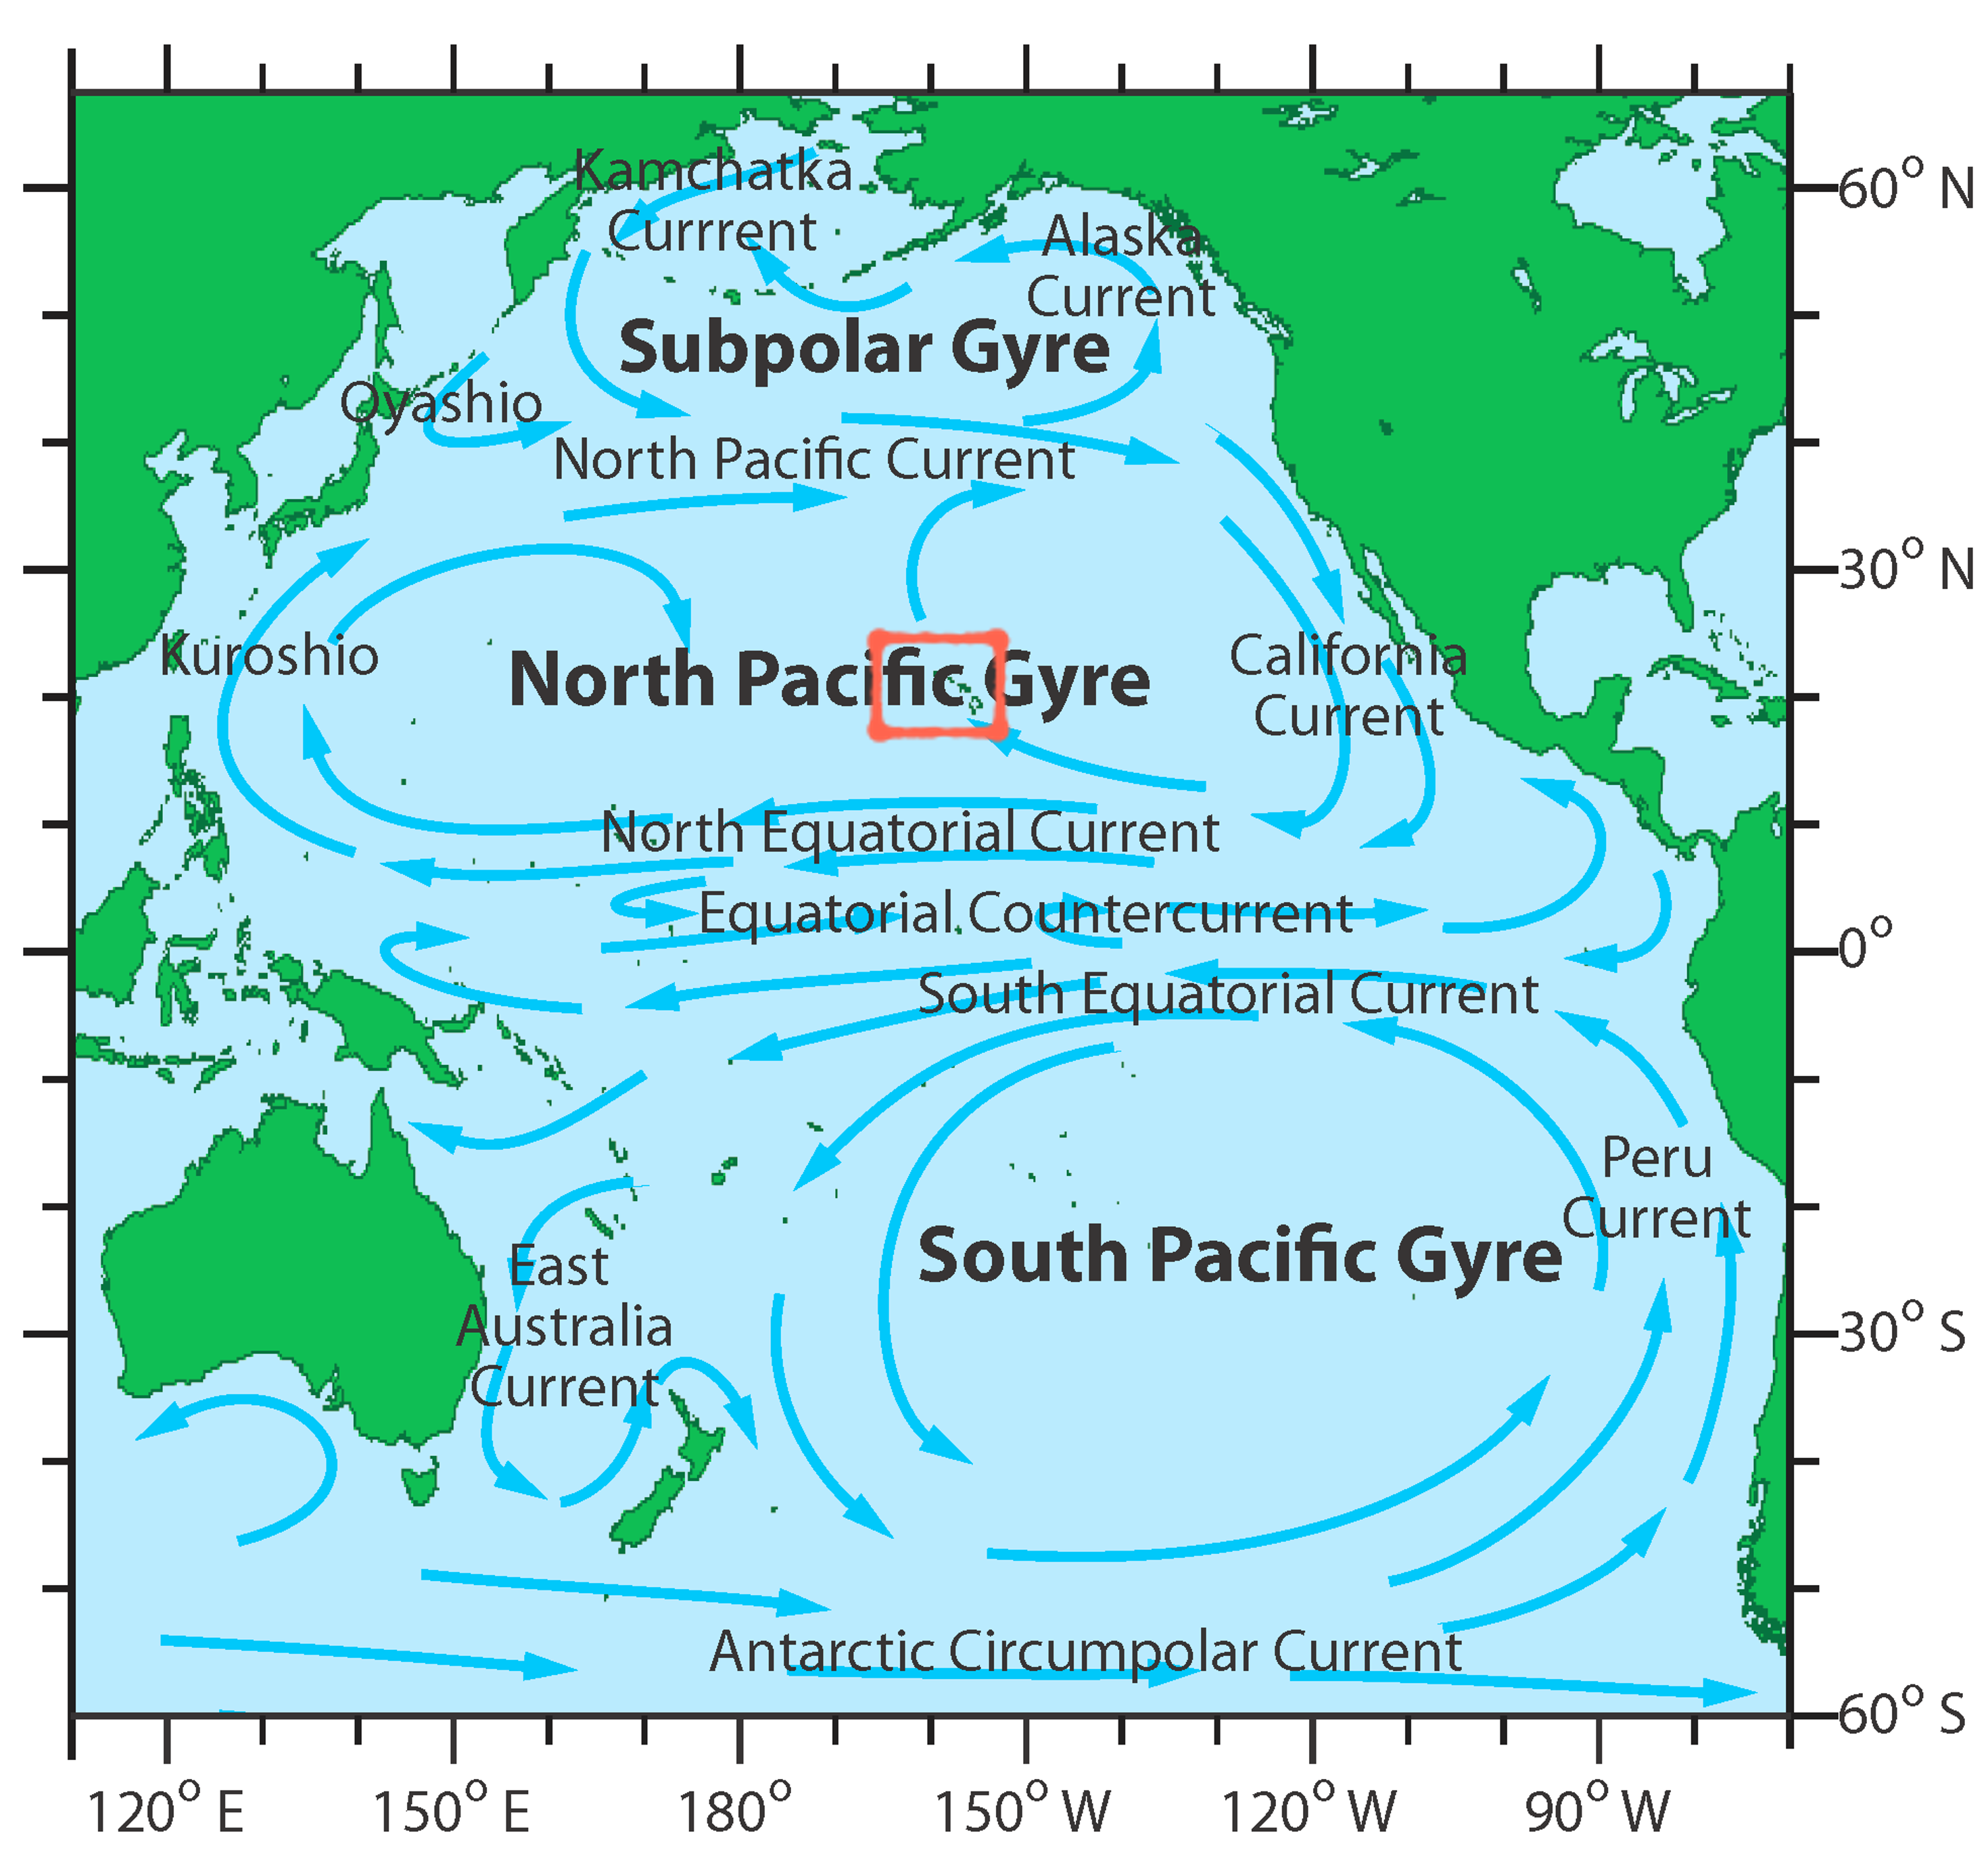 Kamchatka
Currrent
Alaska
Current
Subpolar Gyre
Oyashio
North Pacific Current
Kuroshio
North Pacific Gyre
California
Current
North Equatorial Current
Equatorial Countercurrent
South Equatorial Current
Peru
Current
South Pacific Gyre
East
Australia
Current
Antarctic Circumpolar Current
60° N
30° N
0°
30° S
60° S
120° E
150° E
180°
150° W
120° W
90° W